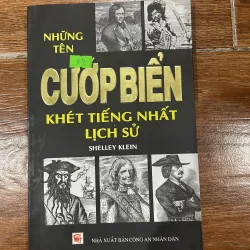 NHỮNG
TÊN
CƯỚP BIỂN
KHÉT TIẾNG NHẤT
LỊCH SỬ
SHELLEY KLEIN
NHÀ XUẤT BẢN CÔNG AN NHÂN DÂN